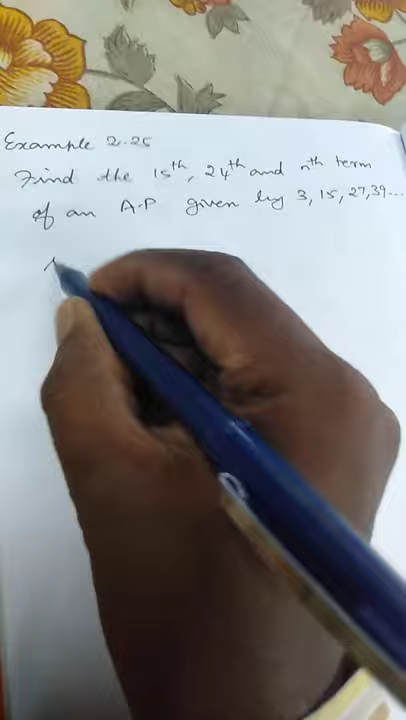 Example 2.25
Find the 15th, 24th and nth term
of an A.P given by 3, 15, 27, 39...